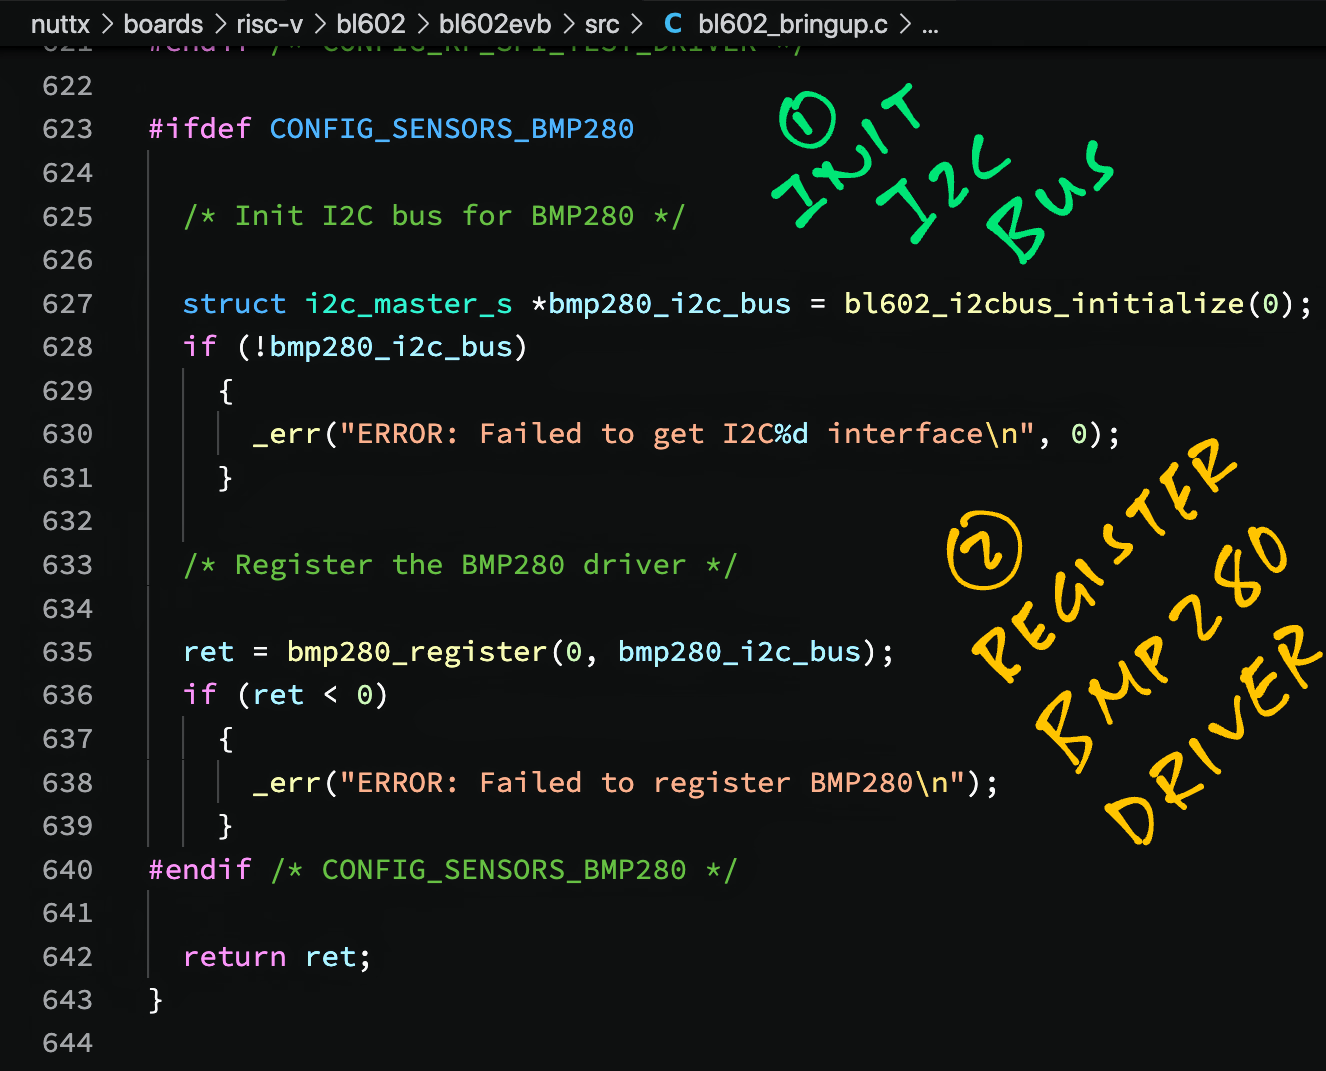 nuttx > boards > risc-v > bl602 > bl602evb > src > C bl602_bringup.c > ...
621 #endif /* CONFIG_RF_SPI_TEST_DRIVER */
622
623 #ifdef CONFIG_SENSORS_BMP280
624
625 /* Init I2C bus for BMP280 */
626
627 struct i2c_master_s *bmp280_i2c_bus = bl602_i2cbus_initialize(0);
628 if (!bmp280_i2c_bus)
629 {
630 _err("ERROR: Failed to get I2C%d interface\n", 0);
631 }
632
633 /* Register the BMP280 driver */
634
635 ret = bmp280_register(0, bmp280_i2c_bus);
636 if (ret < 0)
637 {
638 _err("ERROR: Failed to register BMP280\n");
639 }
640 #endif /* CONFIG_SENSORS_BMP280 */
641
642 return ret;
643 }
644
1
INIT
I2C
BUS
2
REGISTER
BMP280
DRIVER